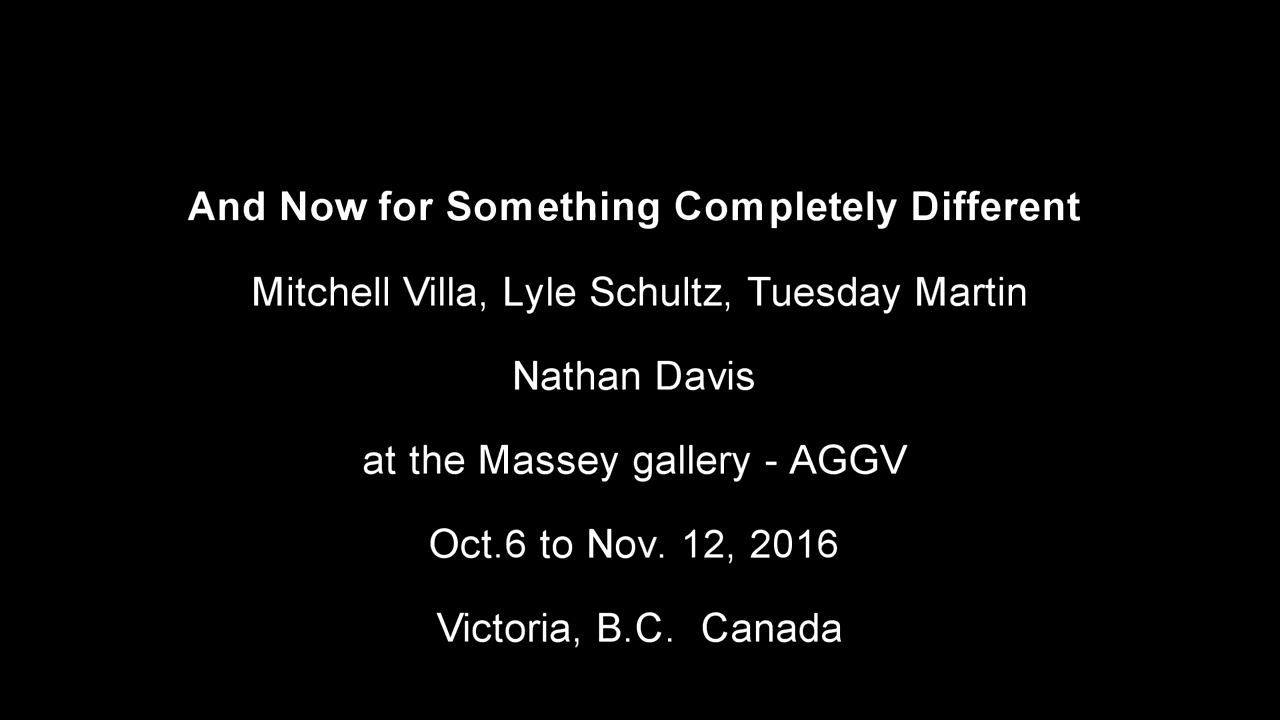 And Now for Something Completely Different
Mitchell Villa, Lyle Schultz, Tuesday Martin
Nathan Davis
at the Massey gallery - AGGV
Oct.6 to Nov. 12, 2016
Victoria, B.C.  Canada